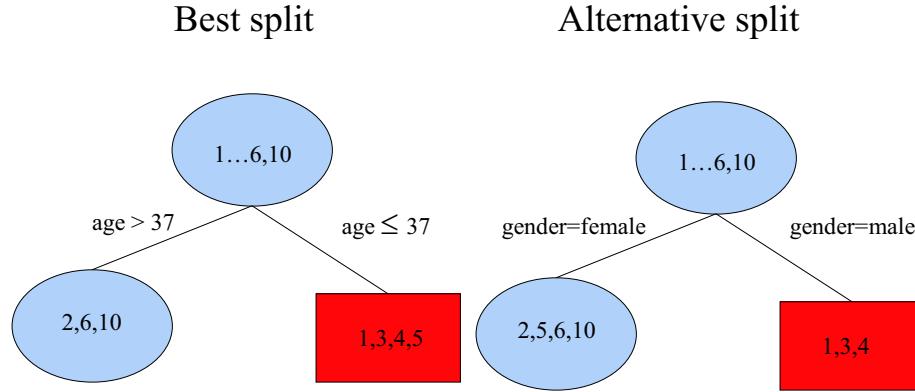 Best split
1…6,10
age > 37
age ≤ 37
2,6,10
1,3,4,5
Alternative split
1…6,10
gender=female
gender=male
2,5,6,10
1,3,4